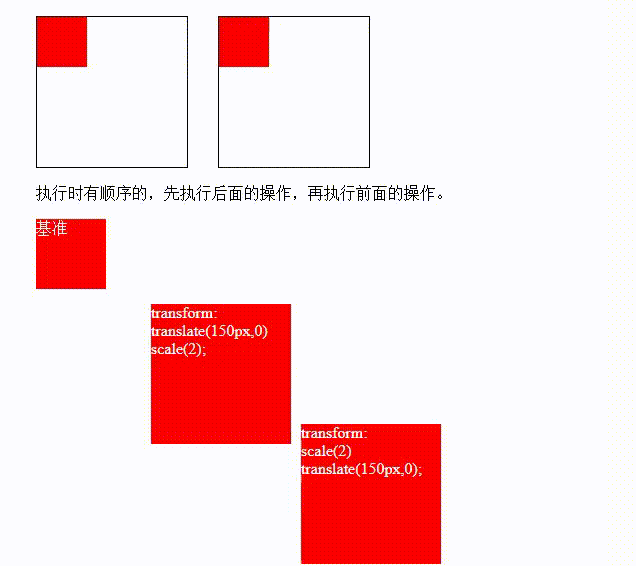 执行时有顺序的，先执行后面的操作，再执行前面的操作。
基准
transform:
translate(150px,0)
scale(2);
transform:
scale(2)
translate(150px,0);